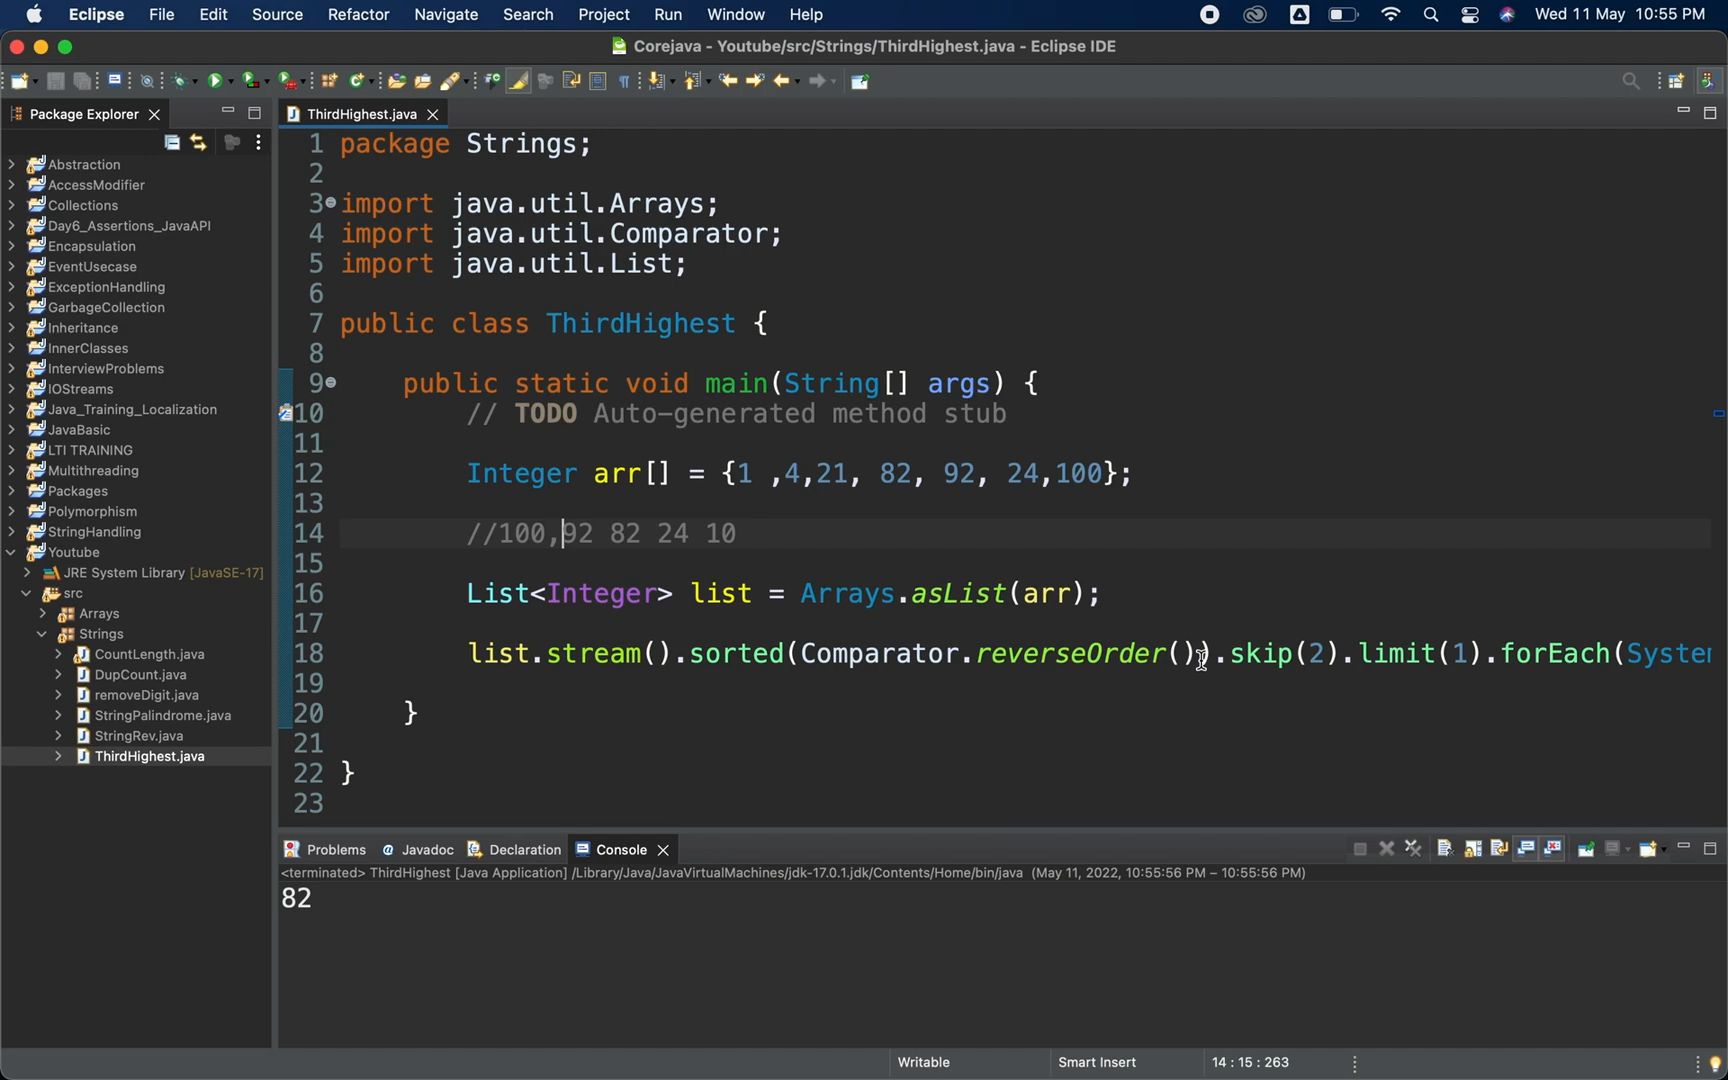 Eclipse File Edit Source Refactor Navigate Search Project Run Window Help Wed 11 May 10:55 PM
Corejava - Youtube/src/Strings/ThirdHighest.java - Eclipse IDE
Package Explorer
Abstraction
AccessModifier
Collections
Day6_Assertions_JavaAPI
Encapsulation
EventUsecase
ExceptionHandling
GarbageCollection
Inheritance
InnerClasses
InterviewProblems
IOStreams
Java_Training_Localization
JavaBasic
LTI TRAINING
Multithreading
Packages
Polymorphism
StringHandling
Youtube
JRE System Library [JavaSE-17]
src
Arrays
Strings
CountLength.java
DupCount.java
removeDigit.java
StringPalindrome.java
StringRev.java
ThirdHighest.java
ThirdHighest.java
1 package Strings;
2
3 import java.util.Arrays;
4 import java.util.Comparator;
5 import java.util.List;
6
7 public class ThirdHighest {
8
9 public static void main(String[] args) {
10 // TODO Auto-generated method stub
11
12 Integer arr[] = {1 ,4,21, 82, 92, 24,100};
13
14 //100,92 82 24 10
15
16 List<Integer> list = Arrays.asList(arr);
17
18 list.stream().sorted(Comparator.reverseOrder()).skip(2).limit(1).forEach(System
19
20 }
21
22 }
23
Problems @ Javadoc Declaration Console
<terminated> ThirdHighest [Java Application] /Library/Java/JavaVirtualMachines/jdk-17.0.1.jdk/Contents/Home/bin/java (May 11, 2022, 10:55:56 PM – 10:55:56 PM)
82
Writable Smart Insert 14 : 15 : 263